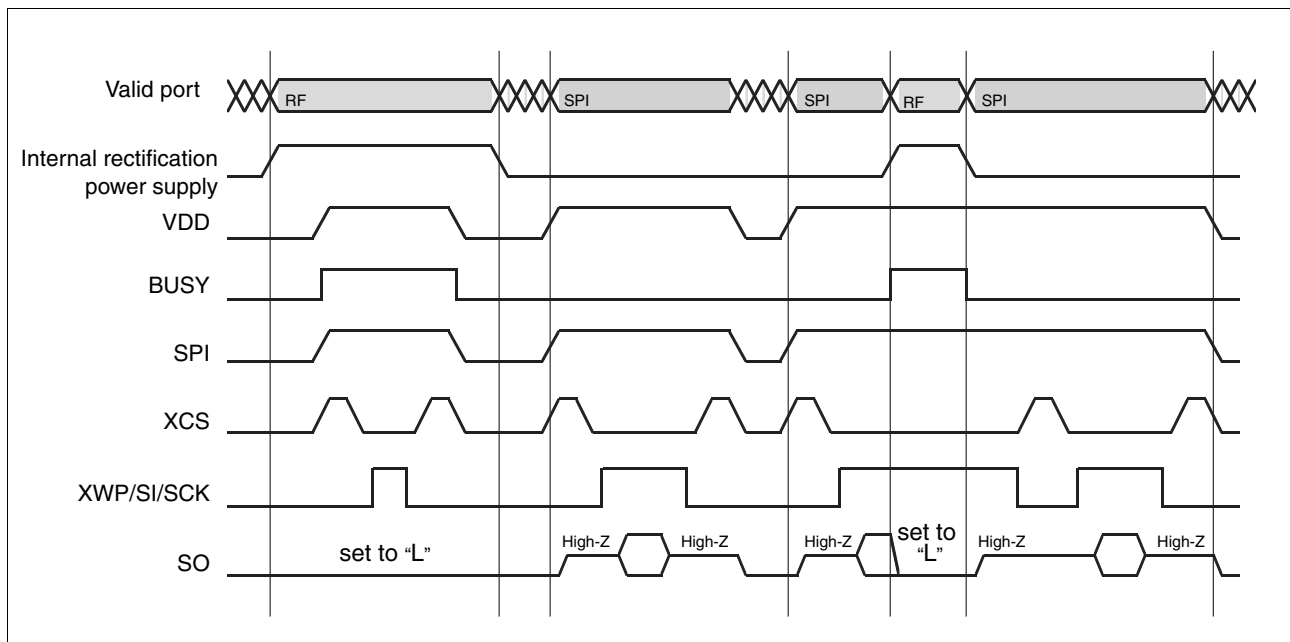 Valid port
RF
SPI
SPI
RF
SPI
Internal rectification
power supply
VDD
BUSY
SPI
XCS
XWP/SI/SCK
SO
set to “L”
High-Z
High-Z
High-Z
set to
“L”
High-Z
High-Z